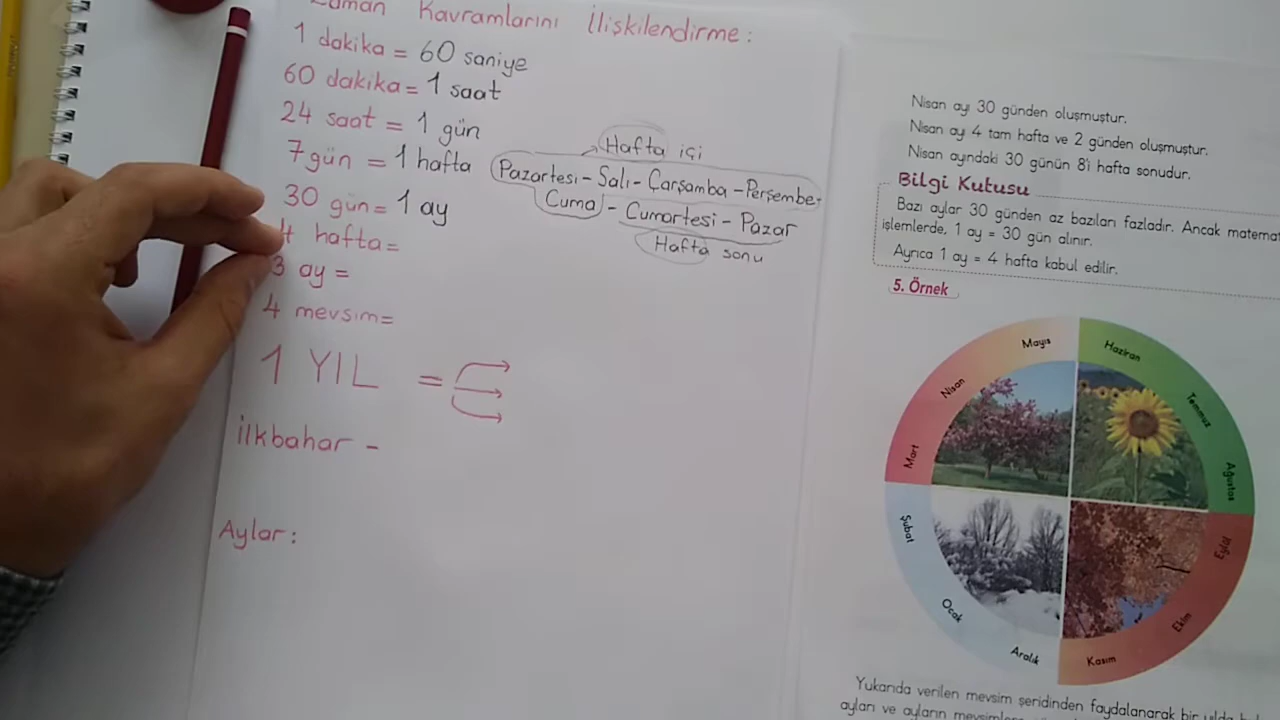 Zaman Kavramlarını İlişkilendirme:
1 dakika = 60 saniye
60 dakika = 1 saat
24 saat = 1 gün
7 gün = 1 hafta
30 gün = 1 ay
4 hafta =
3 ay =
4 mevsim =
1 YIL =
İlkbahar -
Aylar:
Hafta içi
Pazartesi - Salı - Çarşamba - Perşembe -
Cuma - Cumartesi - Pazar
Hafta sonu
Nisan ayı 30 günden oluşmuştur.
Nisan ayı 4 tam hafta ve 2 günden oluşmuştur.
Nisan ayındaki 30 günün 8'i hafta sonudur.
Bilgi Kutusu
Bazı aylar 30 günden az bazıları fazladır. Ancak
işlemlerde, 1 ay = 30 gün alınır.
Ayrıca 1 ay = 4 hafta kabul edilir.
5. Örnek
Mayıs
Haziran
Nisan
Temmuz
Mart
Ağustos
Şubat
Eylül
Ocak
Ekim
Aralık
Kasım
Yukarıda verilen mevsim şeridinden faydalanarak bir yılda
ayları ve ayların